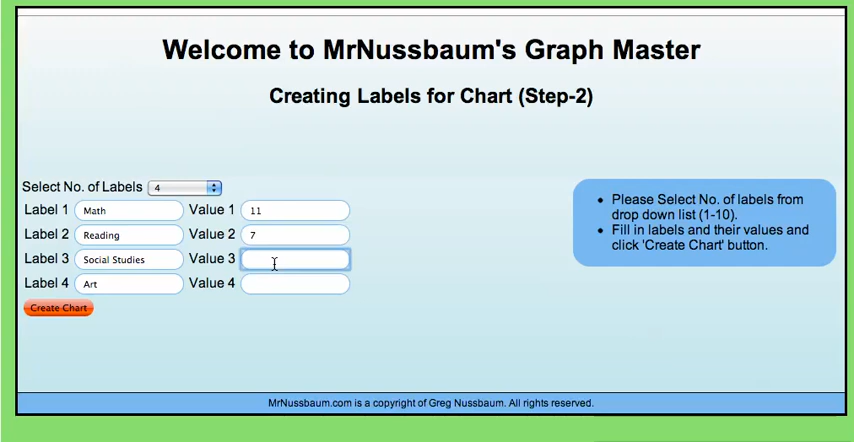 Welcome to MrNussbaum's Graph Master
Creating Labels for Chart (Step-2)
Select No. of Labels 4
Label 1 Math Value 1 11
Label 2 Reading Value 2 7
Label 3 Social Studies Value 3
Label 4 Art Value 4
Create Chart
Please Select No. of labels from
drop down list (1-10).
Fill in labels and their values and
click 'Create Chart' button.
MrNussbaum.com is a copyright of Greg Nussbaum. All rights reserved.